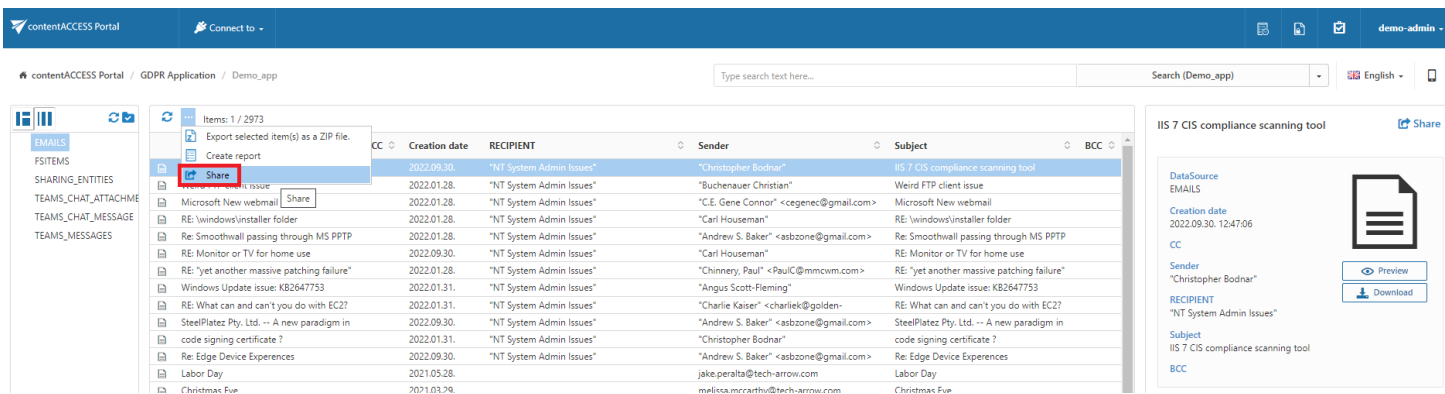 contentACCESS Portal Connect to demo-admin
contentACCESS Portal / GDPR Application / Demo_app Type search text here... Search (Demo_app) English
Items: 1 / 2973
EMAILS
FSITEMS
SHARING_ENTITIES
TEAMS_CHAT_ATTACHME
TEAMS_CHAT_MESSAGE
TEAMS_MESSAGES
Export selected item(s) as a ZIP file.
Create report
Share
Share
CC Creation date RECIPIENT Sender Subject BCC
2022.09.30. "NT System Admin Issues" "Christopher Bodnar" IIS 7 CIS compliance scanning tool
Weird FTP client issue 2022.01.28. "NT System Admin Issues" "Buchenauer Christian" Weird FTP client issue
Microsoft New webmail 2022.01.28. "NT System Admin Issues" "C.E. Gene Connor" <cegenec@gmail.com> Microsoft New webmail
RE: \windows\installer folder 2022.01.28. "NT System Admin Issues" "Carl Houseman" RE: \windows\installer folder
Re: Smoothwall passing through MS PPTP 2022.01.28. "NT System Admin Issues" "Andrew S. Baker" <asbzone@gmail.com> Re: Smoothwall passing through MS PPTP
RE: Monitor or TV for home use 2022.09.30. "NT System Admin Issues" "Carl Houseman" RE: Monitor or TV for home use
RE: "yet another massive patching failure" 2022.01.28. "NT System Admin Issues" "Chinnery, Paul" <PaulC@mmcwm.com> RE: "yet another massive patching failure"
Windows Update issue: KB2647753 2022.01.31. "NT System Admin Issues" "Angus Scott-Fleming" Windows Update issue: KB2647753
RE: What can and can't you do with EC2? 2022.01.31. "NT System Admin Issues" "Charlie Kaiser" <charliek@golden- RE: What can and can't you do with EC2?
SteelPlatez Pty. Ltd. -- A new paradigm in 2022.09.30. "NT System Admin Issues" "Andrew S. Baker" <asbzone@gmail.com> SteelPlatez Pty. Ltd. -- A new paradigm in
code signing certificate ? 2022.01.31. "NT System Admin Issues" "Christopher Bodnar" code signing certificate ?
Re: Edge Device Experences 2022.09.30. "NT System Admin Issues" "Andrew S. Baker" <asbzone@gmail.com> Re: Edge Device Experences
Labor Day 2021.05.28. jake.peralta@tech-arrow.com Labor Day
Christmas Eve 2021.03.29. melissa.mccarthy@tech-arrow.com Christmas Eve
IIS 7 CIS compliance scanning tool Share
DataSource
EMAILS
Creation date
2022.09.30. 12:47:06
CC
Sender
"Christopher Bodnar"
RECIPIENT
"NT System Admin Issues"
Subject
IIS 7 CIS compliance scanning tool
BCC
Preview
Download